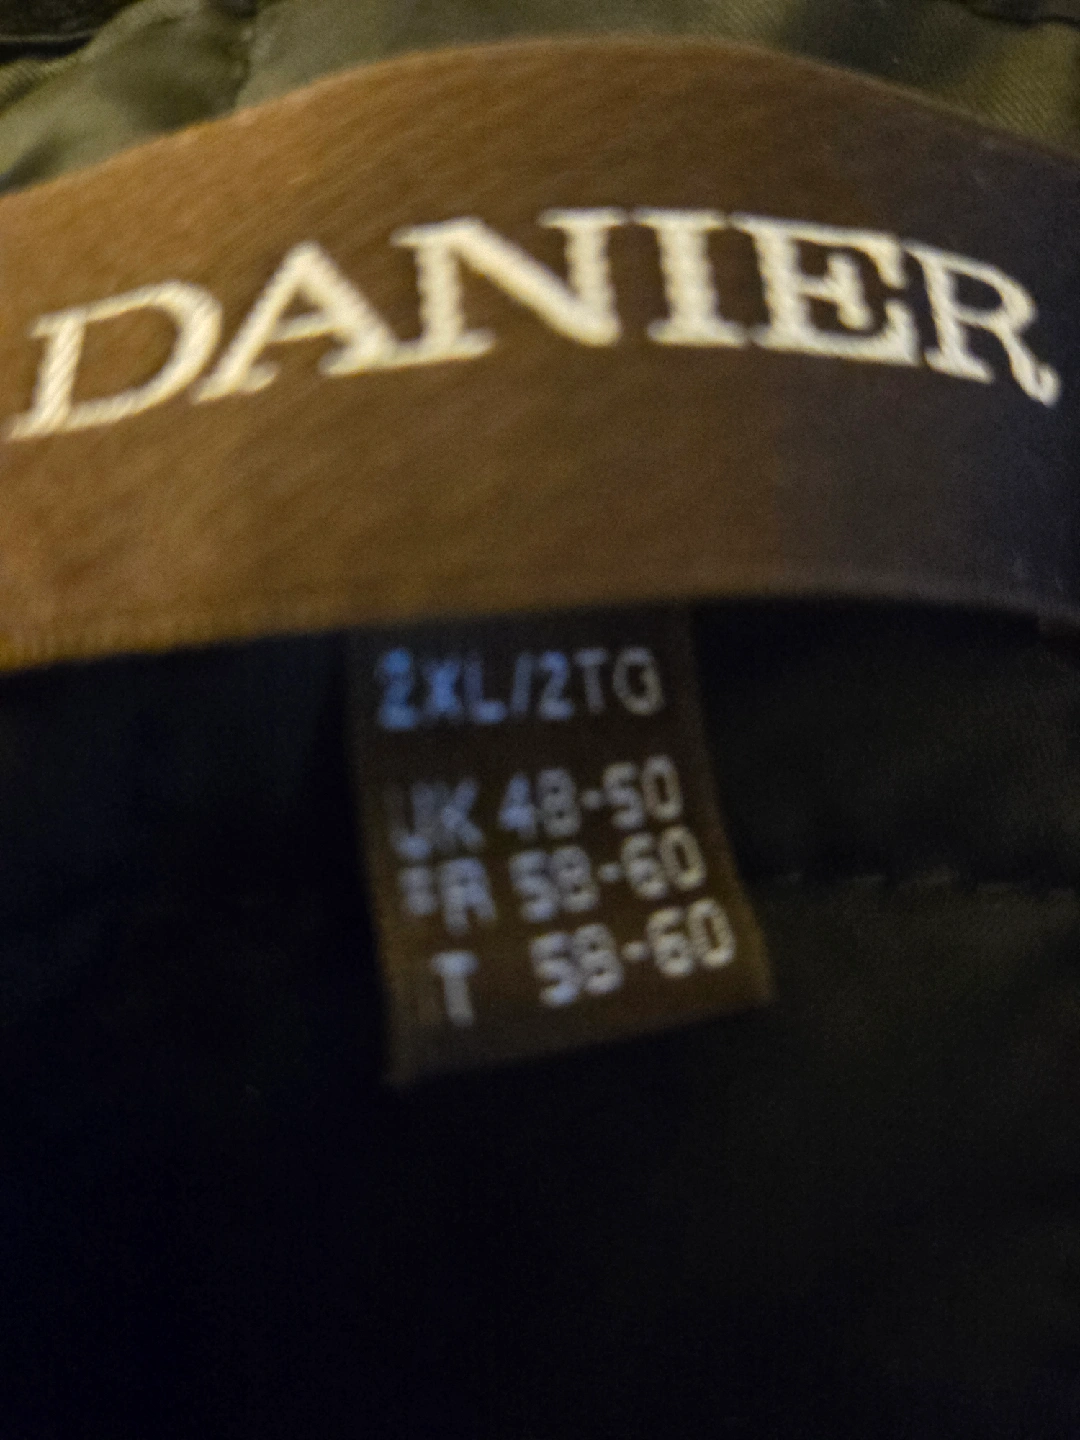 DANIER
2XL/2TG
UK 48-50
FR 58-60
T 58-60